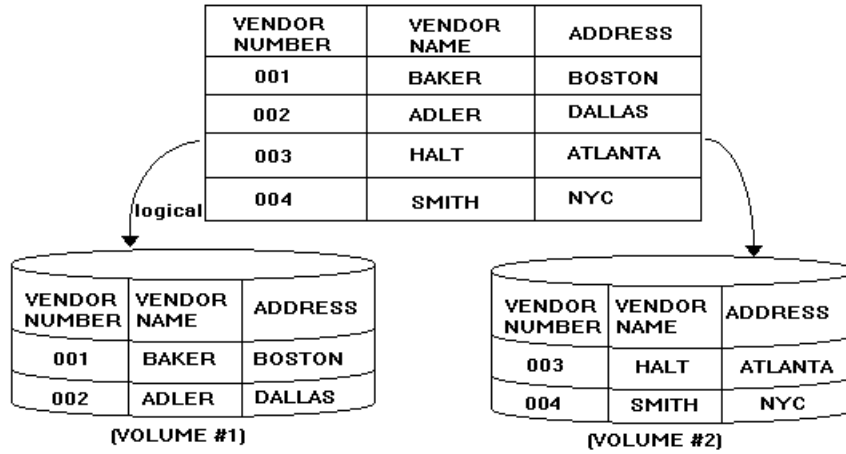 VENDOR NUMBER VENDOR NAME ADDRESS
001 BAKER BOSTON
002 ADLER DALLAS
003 HALT ATLANTA
004 SMITH NYC
logical
VENDOR NUMBER VENDOR NAME ADDRESS
001 BAKER BOSTON
002 ADLER DALLAS
(VOLUME #1)
VENDOR NUMBER VENDOR NAME ADDRESS
003 HALT ATLANTA
004 SMITH NYC
(VOLUME #2)